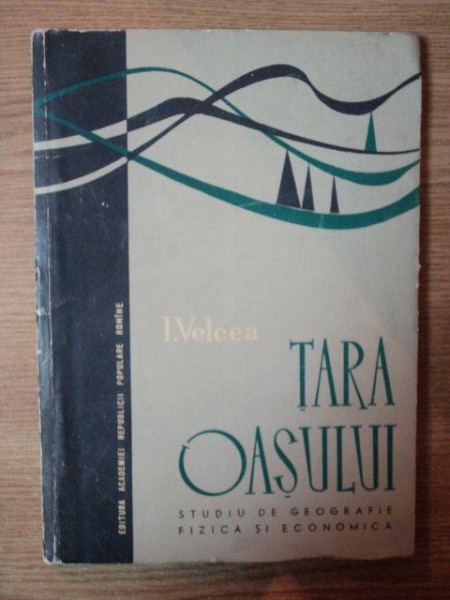 I.Velcea
ȚARA
OAȘULUI
STUDIU DE GEOGRAFIE
FIZICĂ ȘI ECONOMICĂ
EDITURA ACADEMIEI REPUBLICII POPULARE ROMÎNE